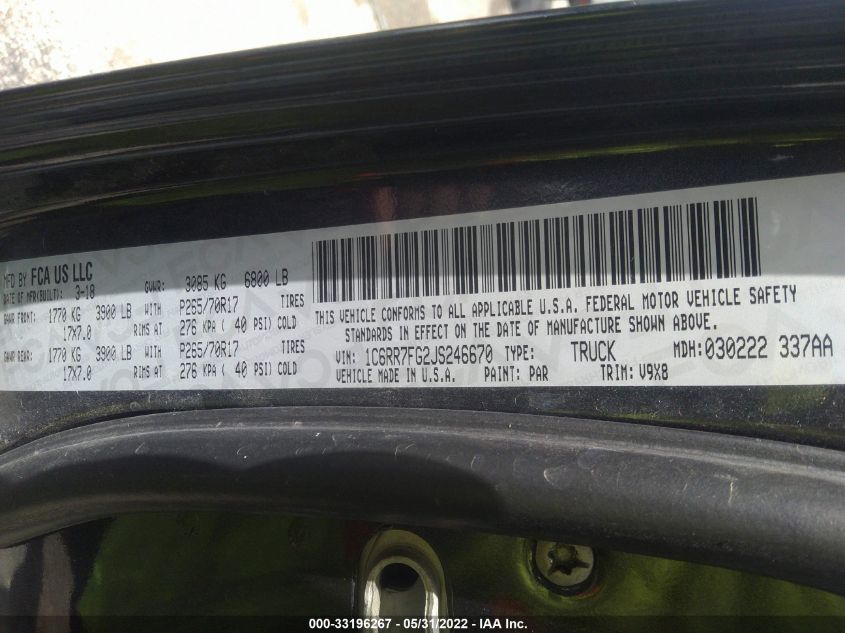 MFD BY FCA US LLC
DATE OF MFR(BUILT): 3-18 GVWR: 3085 KG 6800 LB
GAWR FRONT: 1770 KG 3900 LB WITH P265/70R17 TIRES
17X7.0 RIMS AT 276 KPA ( 40 PSI) COLD
GAWR REAR: 1770 KG 3900 LB WITH P265/70R17 TIRES
17X7.0 RIMS AT 276 KPA ( 40 PSI) COLD
THIS VEHICLE CONFORMS TO ALL APPLICABLE U.S.A. FEDERAL MOTOR VEHICLE SAFETY
STANDARDS IN EFFECT ON THE DATE OF MANUFACTURE SHOWN ABOVE.
VIN: 1C6RR7FG2JS246670 TYPE: TRUCK MDH:030222 337AA
VEHICLE MADE IN U.S.A. PAINT: PAR TRIM: V9X8
000-33196267 - 05/31/2022 - IAA Inc.